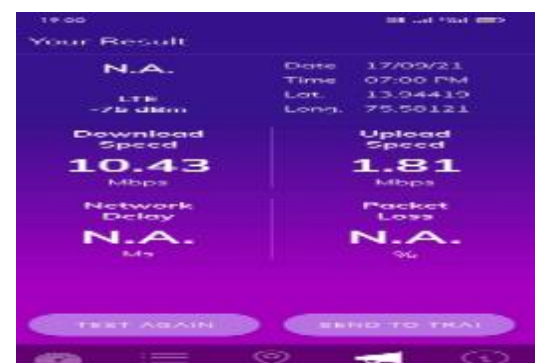 19:00
Your Result
N.A.
LTE
dBm
Date 17/09/21
Time 07:00 PM
Lat. 13.94419
Long. 75.56121
Download Speed
10.43
Mbps
Upload Speed
1.81
Mbps
Network Delay
N.A.
Ms
Packet Loss
N.A.
%
TEST AGAIN
SEND TO TRAI